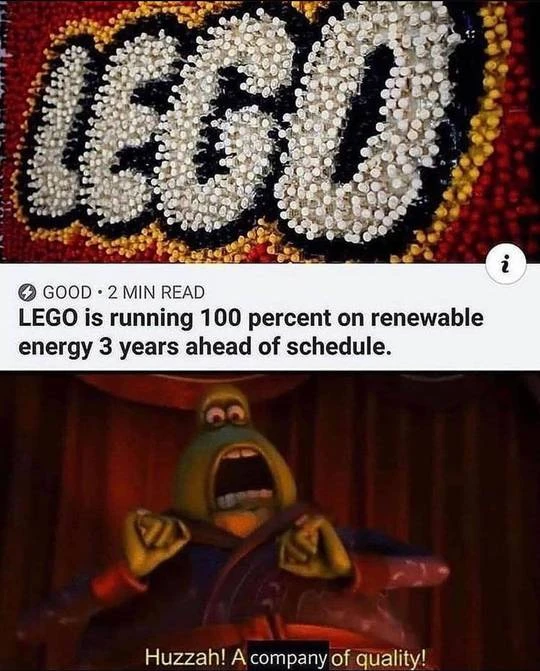 LEGO
GOOD • 2 MIN READ
LEGO is running 100 percent on renewable
energy 3 years ahead of schedule.
Huzzah! A company of quality!